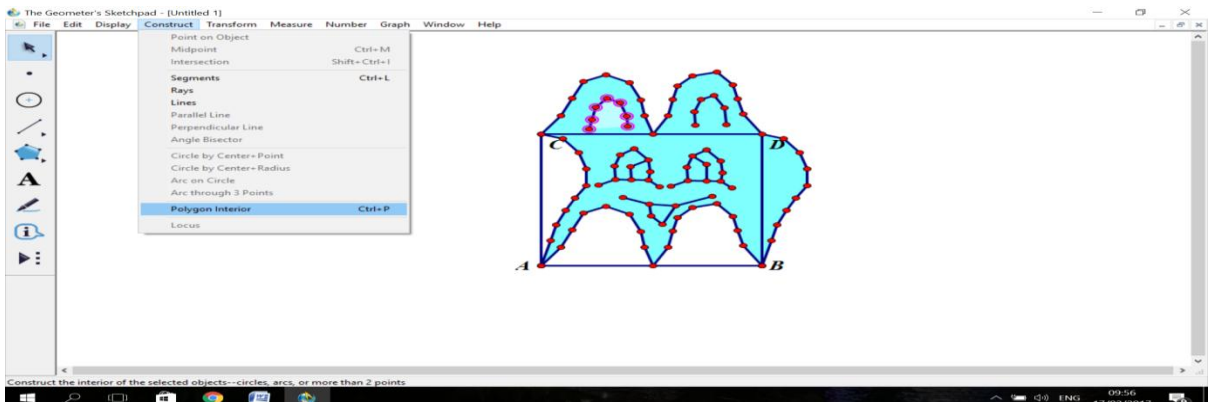 The Geometer's Sketchpad - [Untitled 1]
File Edit Display Construct Transform Measure Number Graph Window Help
Point on Object
Midpoint Ctrl+M
Intersection Shift+Ctrl+I
Segments Ctrl+L
Rays
Lines
Parallel Line
Perpendicular Line
Angle Bisector
Circle by Center+Point
Circle by Center+Radius
Arc on Circle
Arc through 3 Points
Polygon Interior Ctrl+P
Locus
A
C D
A B
Construct the interior of the selected objects--circles, arcs, or more than 2 points
ENG 09:56
17/02/2017